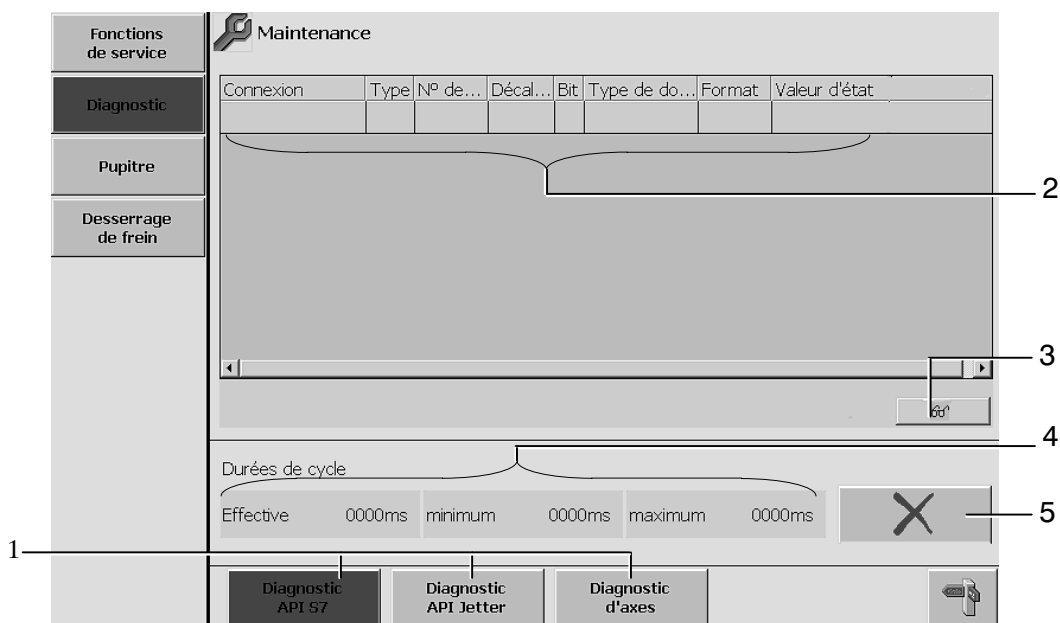 Fonctions
de service
Maintenance
Diagnostic
Connexion Type Nº de... Décal... Bit Type de do... Format Valeur d'état
Pupitre
2
Desserrage
de frein
3
4
Durées de cycle
Effective 0000ms minimum 0000ms maximum 0000ms
5
1
Diagnostic
API S7
Diagnostic
API Jetter
Diagnostic
d'axes